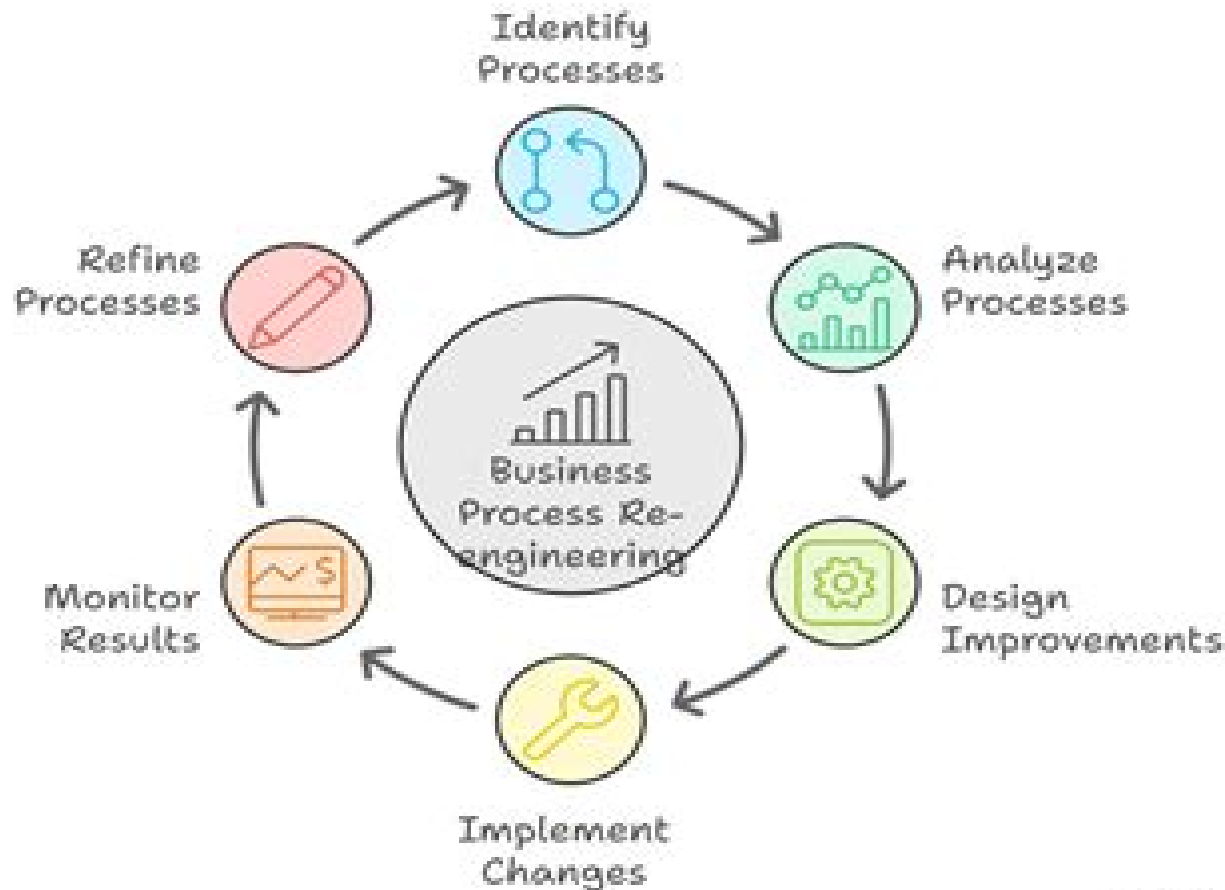 Identify
Processes
Analyze
Processes
Design
Improvements
Implement
Changes
Monitor
Results
Refine
Processes
Business
Process Re-
engineering